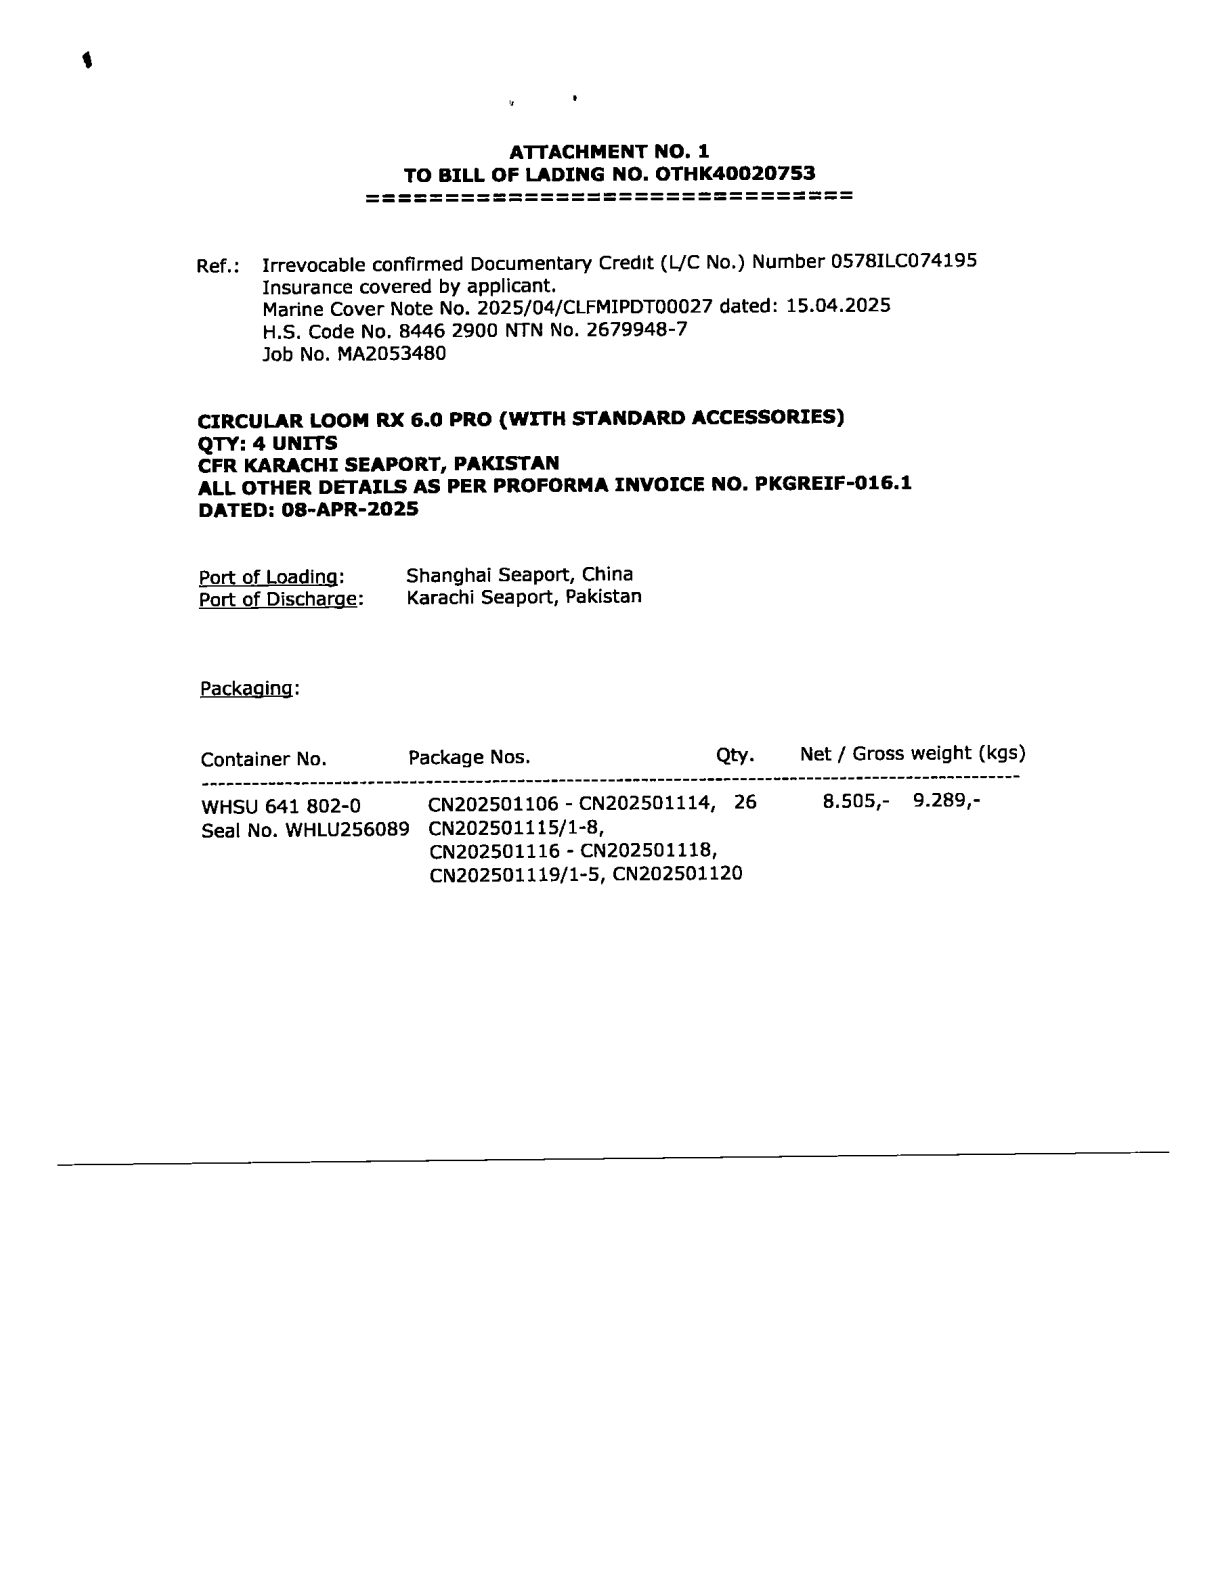 ATTACHMENT NO. 1
TO BILL OF LADING NO. OTHK40020753
===============================
Ref.: Irrevocable confirmed Documentary Credit (L/C No.) Number 0578ILC074195
Insurance covered by applicant.
Marine Cover Note No. 2025/04/CLFMIPDT00027 dated: 15.04.2025
H.S. Code No. 8446 2900 NTN No. 2679948-7
Job No. MA2053480
CIRCULAR LOOM RX 6.0 PRO (WITH STANDARD ACCESSORIES)
QTY: 4 UNITS
CFR KARACHI SEAPORT, PAKISTAN
ALL OTHER DETAILS AS PER PROFORMA INVOICE NO. PKGREIF-016.1
DATED: 08-APR-2025
Port of Loading: Shanghai Seaport, China
Port of Discharge: Karachi Seaport, Pakistan
Packaging:
Container No. Package Nos. Qty. Net / Gross weight (kgs)
WHSU 641 802-0 CN202501106 - CN202501114, 26 8.505,- 9.289,-
Seal No. WHLU256089 CN202501115/1-8,
CN202501116 - CN202501118,
CN202501119/1-5, CN202501120